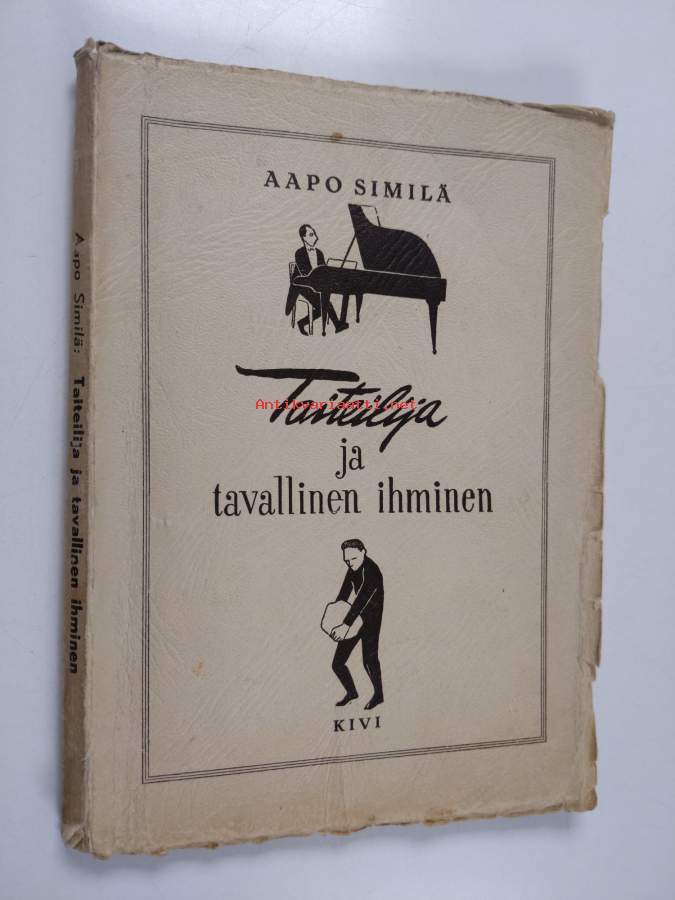 AAPO SIMILÄ
Taiteilija
Antikvariaatti.net
ja
tavallinen ihminen
KIVI
Aapo Similä: Taiteilija ja tavallinen ihminen